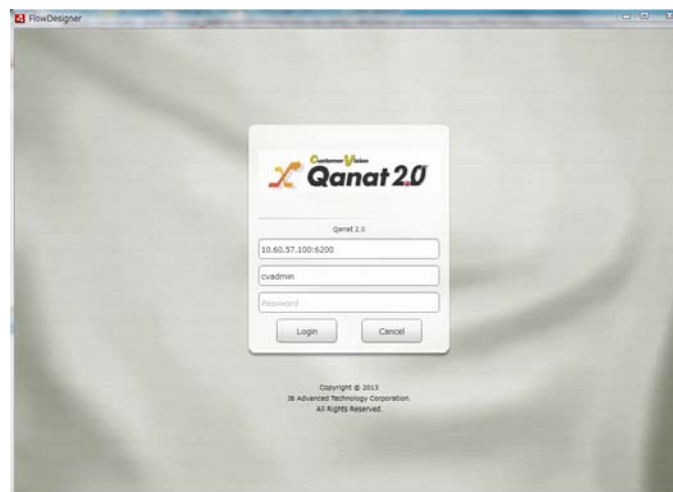 FlowDesigner
Customer Vision
Qanat 2.0
Qanat 2.0
10.60.57.100:6200
cvadmin
Password
Login Cancel
Copyright © 2013
JB Advanced Technology Corporation
All Rights Reserved.